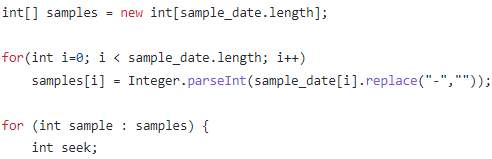 int[] samples = new int[sample_date.length];
for(int i=0; i < sample_date.length; i++)
samples[i] = Integer.parseInt(sample_date[i].replace("-",""));
for (int sample : samples) {
int seek;